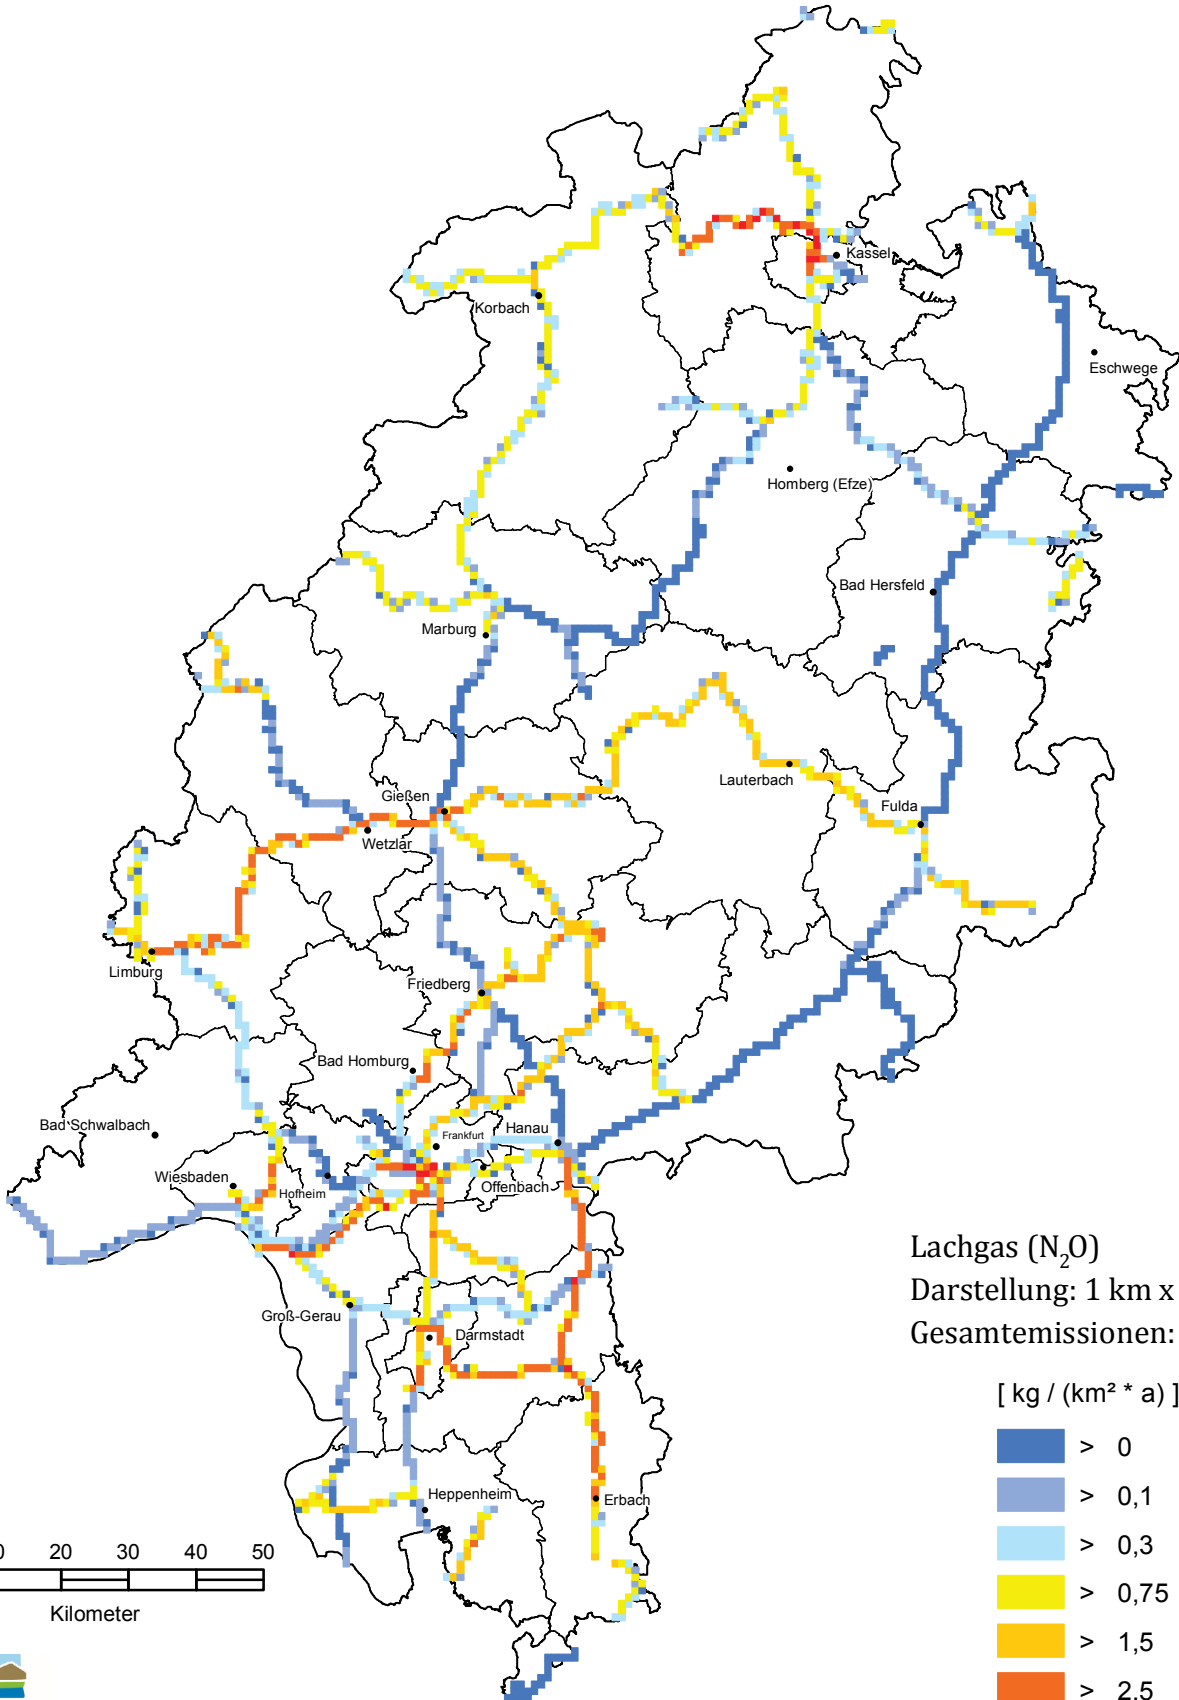 Kassel
Korbach
Eschwege
Homberg (Efze)
Bad Hersfeld
Marburg
Lauterbach
Gießen
Fulda
Wetzlar
Limburg
Friedberg
Bad Homburg
Bad Schwalbach
Frankfurt
Hanau
Wiesbaden
Hofheim
Offenbach
Groß-Gerau
Darmstadt
Heppenheim
Erbach
Lachgas (N₂O)
Darstellung: 1 km x
Gesamtemissionen:
[ kg / (km² * a) ]
> 0
> 0,1
> 0,3
> 0,75
> 1,5
> 2,5
0 20 30 40 50
Kilometer